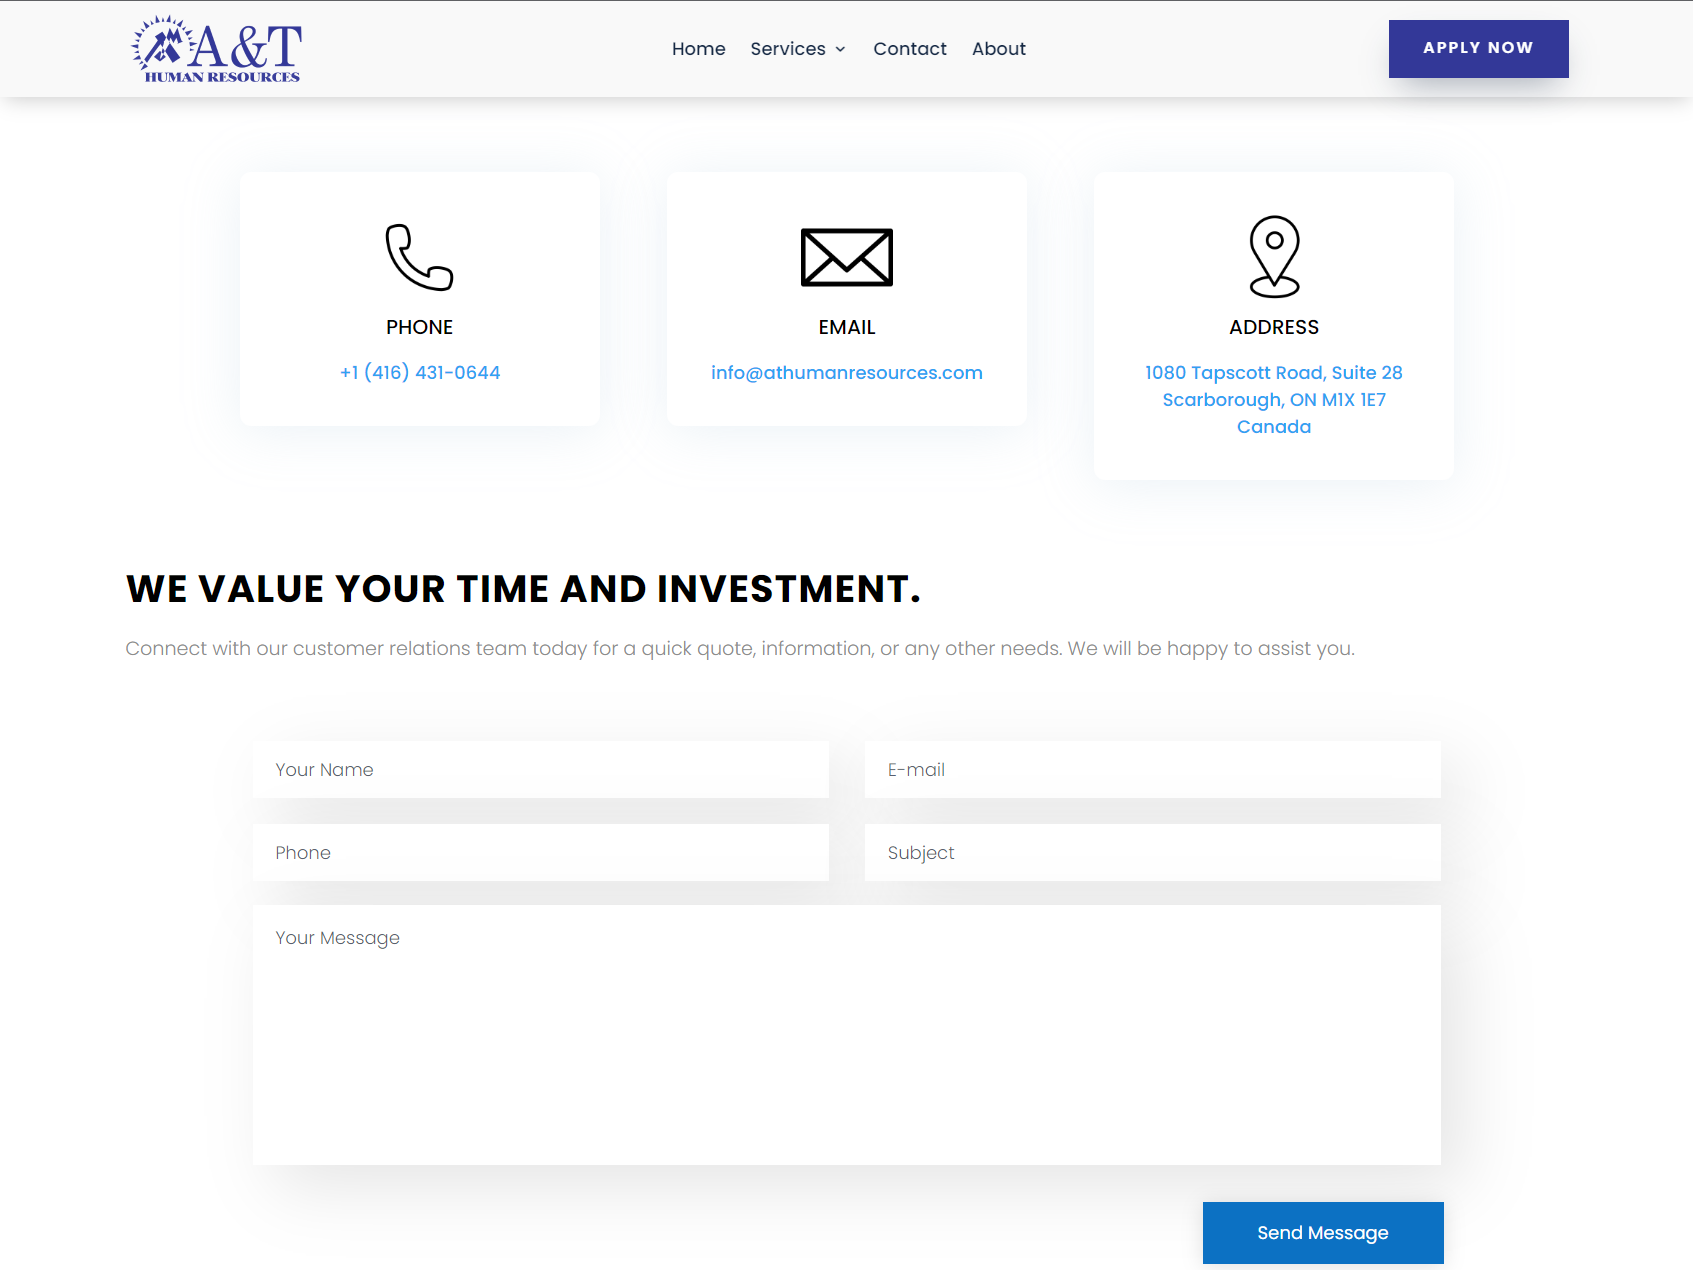 A&T
HUMAN RESOURCES
Home Services Contact About
APPLY NOW
PHONE
+1 (416) 431-0644
EMAIL
info@athumanresources.com
ADDRESS
1080 Tapscott Road, Suite 28
Scarborough, ON M1X 1E7
Canada
WE VALUE YOUR TIME AND INVESTMENT.
Connect with our customer relations team today for a quick quote, information, or any other needs. We will be happy to assist you.
Your Name
E-mail
Phone
Subject
Your Message
Send Message